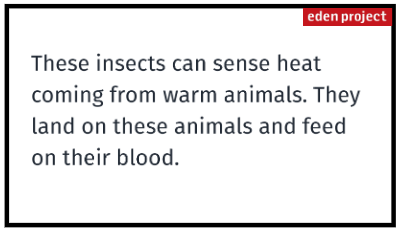 eden project
These insects can sense heat
coming from warm animals. They
land on these animals and feed
on their blood.